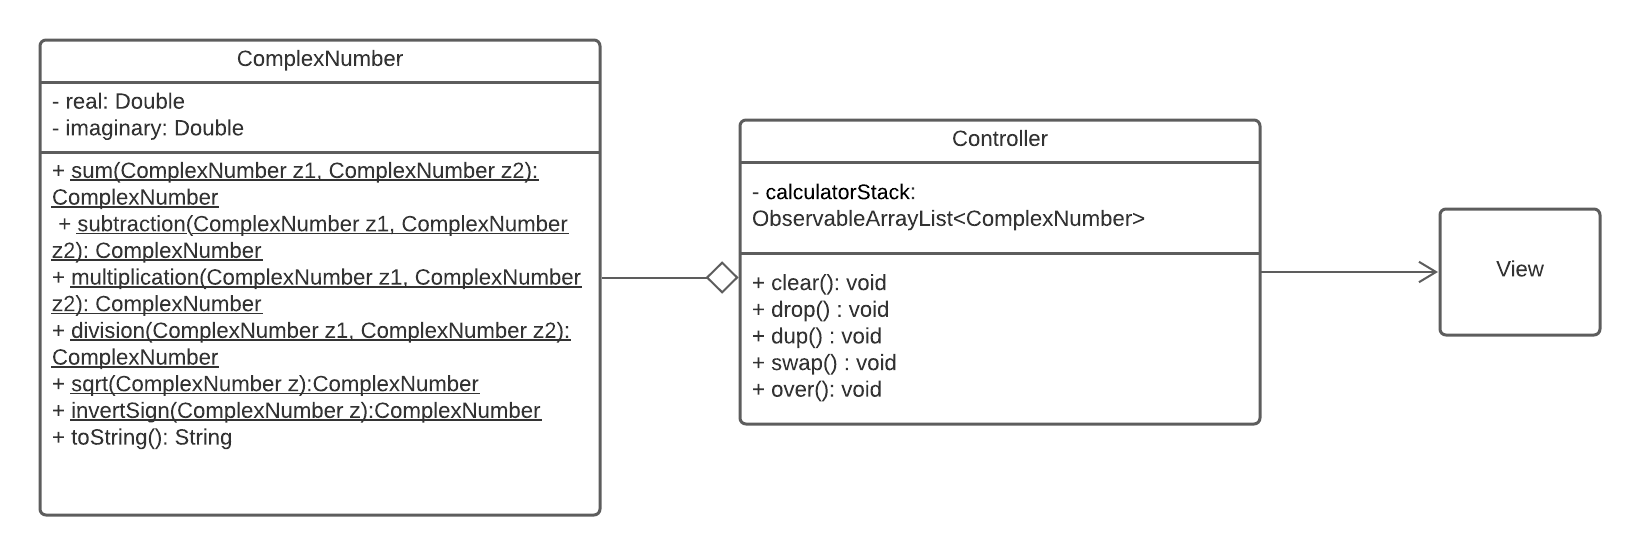 ComplexNumber
- real: Double
- imaginary: Double
+ sum(ComplexNumber z1, ComplexNumber z2):
ComplexNumber
+ subtraction(ComplexNumber z1, ComplexNumber
z2): ComplexNumber
+ multiplication(ComplexNumber z1, ComplexNumber
z2): ComplexNumber
+ division(ComplexNumber z1, ComplexNumber z2):
ComplexNumber
+ sqrt(ComplexNumber z):ComplexNumber
+ invertSign(ComplexNumber z):ComplexNumber
+ toString(): String
Controller
- calculatorStack:
ObservableArrayList<ComplexNumber>
+ clear(): void
+ drop() : void
+ dup() : void
+ swap() : void
+ over(): void
View